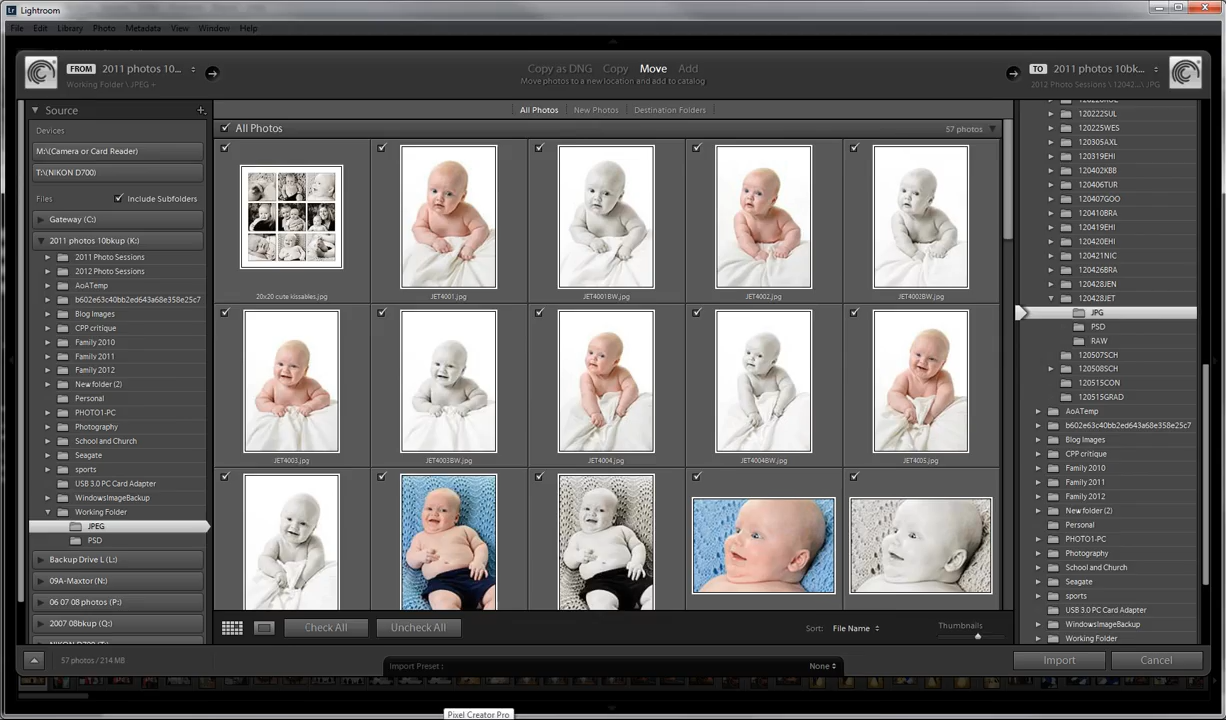 Lr Lightroom
File Edit Library Photo Metadata View Window Help
FROM 2011 photos 10...
Working Folder \ JPEG +
Copy as DNG Copy Move Add
Move photos to a new location and add to catalog
TO 2011 photos 10bk...
2012 Photo Sessions \ 12042...\ JPG
Source
Devices
M:\(Camera or Card Reader)
T:\(NIKON D700)
Files Include Subfolders
Gateway (C:)
2011 photos 10bkup (K:)
2011 Photo Sessions
2012 Photo Sessions
AoATemp
b602e63c40bb2ed643a68e358e25c7
Blog Images
CPP critique
Family 2010
Family 2011
Family 2012
New folder (2)
Personal
PHOTO1-PC
Photography
School and Church
Seagate
sports
USB 3.0 PC Card Adapter
WindowsImageBackup
Working Folder
JPEG
PSD
Backup Drive L (L:)
09A-Maxtor (N:)
06 07 08 photos (P:)
2007 08bkup (Q:)
NIKON D700 (T:)
All Photos New Photos Destination Folders
All Photos 57 photos
20x20 cute kissables.jpg
JET4001.jpg
JET4001BW.jpg
JET4002.jpg
JET4002BW.jpg
JET4003.jpg
JET4003BW.jpg
JET4004.jpg
JET4004BW.jpg
JET4005.jpg
Check All Uncheck All
Sort: File Name
Thumbnails
120222SUL
120225WES
120305AXL
120319EHI
120402KBB
120406TUR
120407GOO
120410BRA
120419EHI
120420EHI
120421NIC
120426BRA
120428JEN
120428JET
JPG
PSD
RAW
120507SCH
120508SCH
120515CON
120515GRAD
AoATemp
b602e63c40bb2ed643a68e358e25c7
Blog Images
CPP critique
Family 2010
Family 2011
Family 2012
New folder (2)
Personal
PHOTO1-PC
Photography
School and Church
Seagate
sports
USB 3.0 PC Card Adapter
WindowsImageBackup
Working Folder
57 photos / 214 MB
Import Preset : None
Import Cancel
Pixel Creator Pro